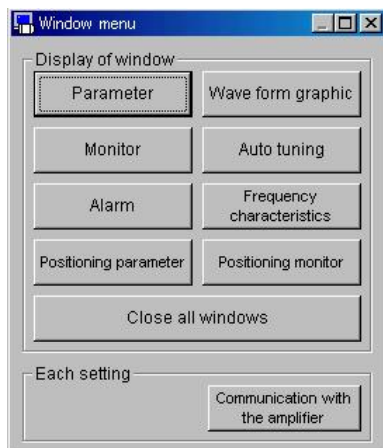 Window menu
Display of window
Parameter
Wave form graphic
Monitor
Auto tuning
Alarm
Frequency
characteristics
Positioning parameter
Positioning monitor
Close all windows
Each setting
Communication with
the amplifier